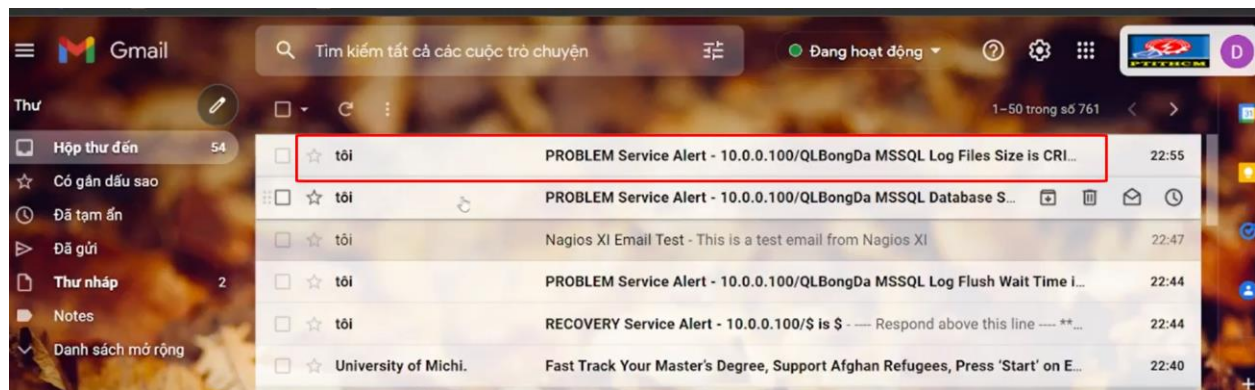 Gmail
Tìm kiếm tất cả các cuộc trò chuyện
Đang hoạt động
PTITHCM
D
Thư
1–50 trong số 761
31
Hộp thư đến 54
tôi PROBLEM Service Alert - 10.0.0.100/QLBongDa MSSQL Log Files Size is CRI... 22:55
Có gắn dấu sao
tôi PROBLEM Service Alert - 10.0.0.100/QLBongDa MSSQL Database S...
Đã tạm ẩn
tôi Nagios XI Email Test - This is a test email from Nagios XI 22:47
Đã gửi
Thư nháp 2
tôi PROBLEM Service Alert - 10.0.0.100/QLBongDa MSSQL Log Flush Wait Time i... 22:44
Notes
tôi RECOVERY Service Alert - 10.0.0.100/$ is $ - ---- Respond above this line ---- **... 22:44
Danh sách mở rộng
University of Michi. Fast Track Your Master's Degree, Support Afghan Refugees, Press 'Start' on E... 22:40